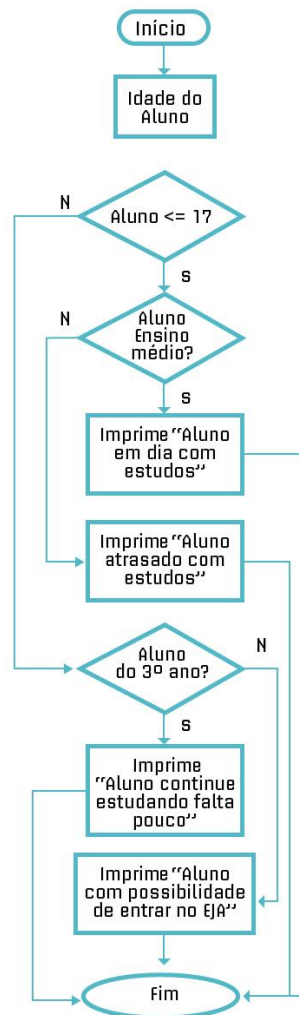 Início
Idade do
Aluno
N
Aluno <= 17
S
N
Aluno
Ensino
médio?
S
Imprime "Aluno
em dia com
estudos"
Imprime "Aluno
atrasado com
estudos"
Aluno
do 3º ano?
N
S
Imprime
"Aluno continue
estudando falta
pouco"
Imprime "Aluno
com possibilidade
de entrar no EJA"
Fim